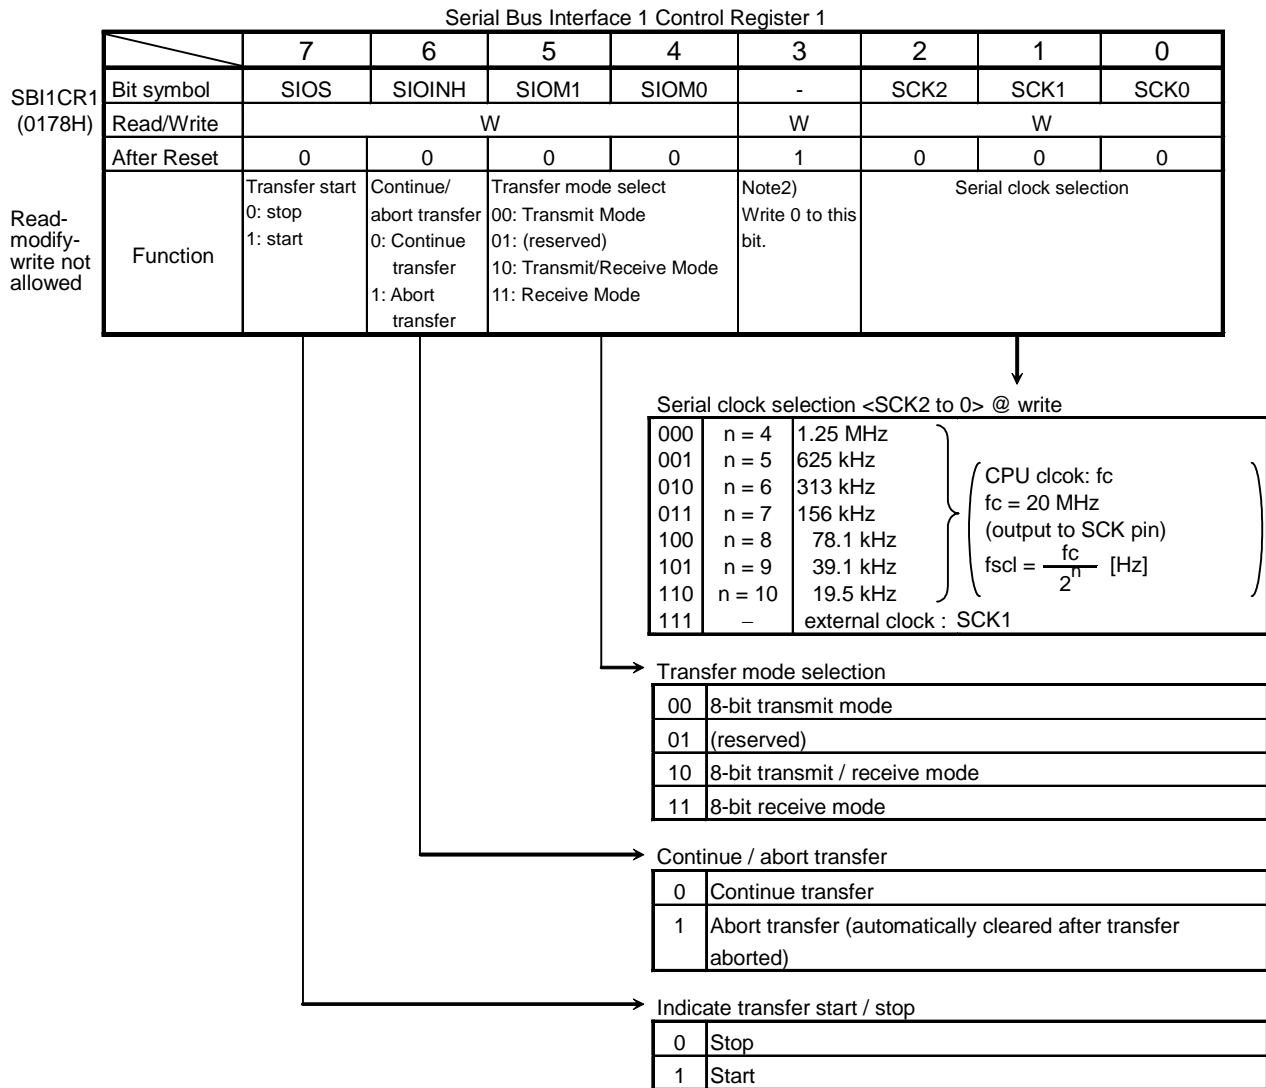 Serial Bus Interface 1 Control Register 1
7 6 5 4 3 2 1 0
SBI1CR1
(0178H)
Bit symbol SIOS SIOINH SIOM1 SIOM0 - SCK2 SCK1 SCK0
Read/Write W W W
After Reset 0 0 0 0 1 0 0 0
Read-
modify-
write not
allowed
Function
Transfer start
0: stop
1: start
Continue/
abort transfer
0: Continue
transfer
1: Abort
transfer
Transfer mode select
00: Transmit Mode
01: (reserved)
10: Transmit/Receive Mode
11: Receive Mode
Note2)
Write 0 to this
bit.
Serial clock selection
Serial clock selection <SCK2 to 0> @ write
000 n = 4 1.25 MHz
001 n = 5 625 kHz
010 n = 6 313 kHz
011 n = 7 156 kHz
100 n = 8 78.1 kHz
101 n = 9 39.1 kHz
110 n = 10 19.5 kHz
111 – external clock : SCK1
CPU clcok: fc
fc = 20 MHz
(output to SCK pin)
fscl = fc / 2^n [Hz]
Transfer mode selection
00 8-bit transmit mode
01 (reserved)
10 8-bit transmit / receive mode
11 8-bit receive mode
Continue / abort transfer
0 Continue transfer
1 Abort transfer (automatically cleared after transfer
aborted)
Indicate transfer start / stop
0 Stop
1 Start